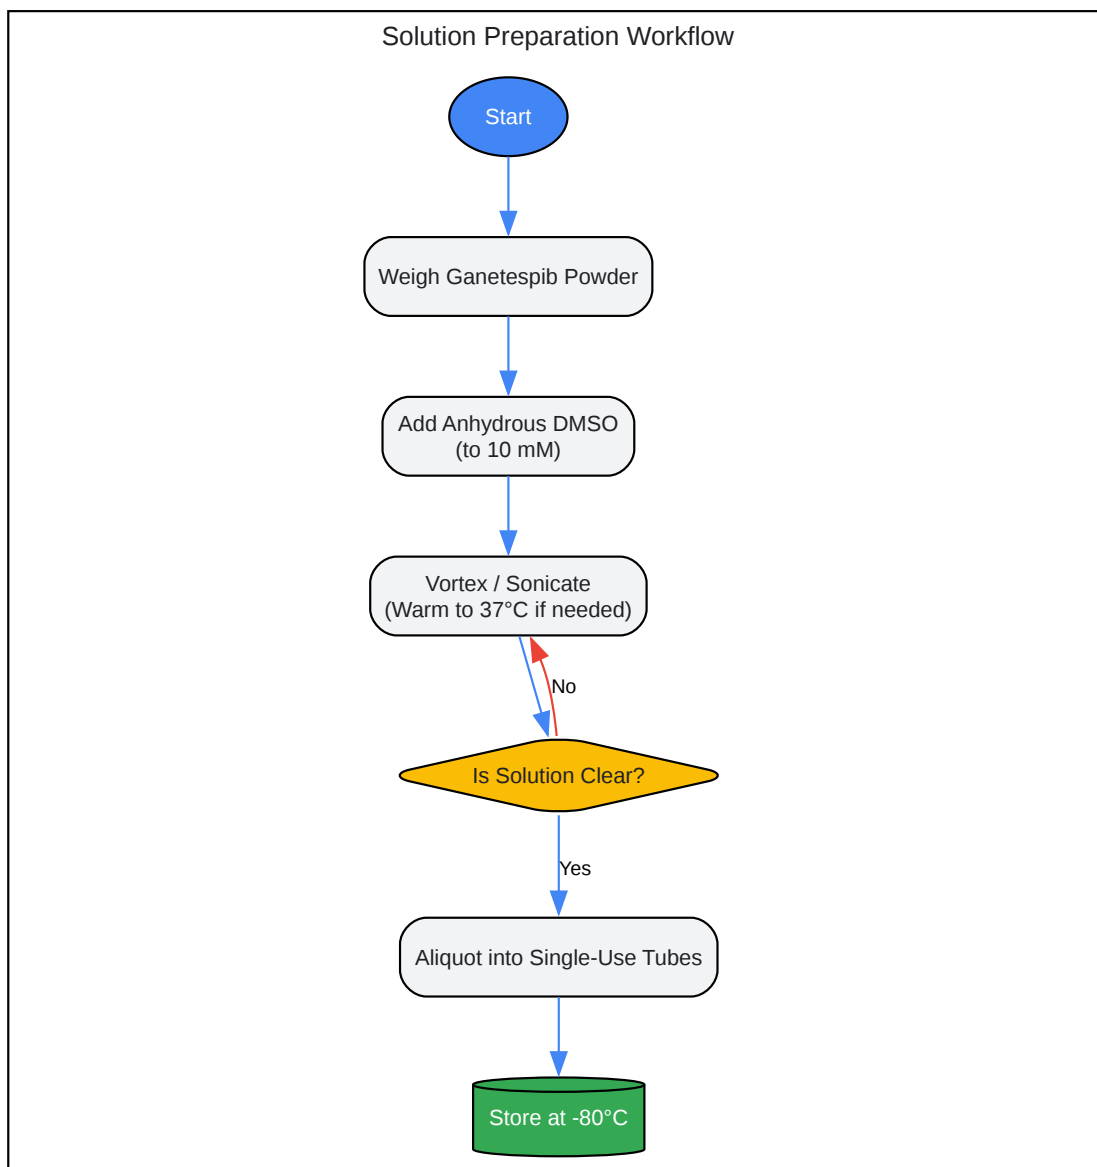 Solution Preparation Workflow
Start
Weigh Ganetespib Powder
Add Anhydrous DMSO
(to 10 mM)
Vortex / Sonicate
(Warm to 37°C if needed)
No
Is Solution Clear?
Yes
Aliquot into Single-Use Tubes
Store at -80°C